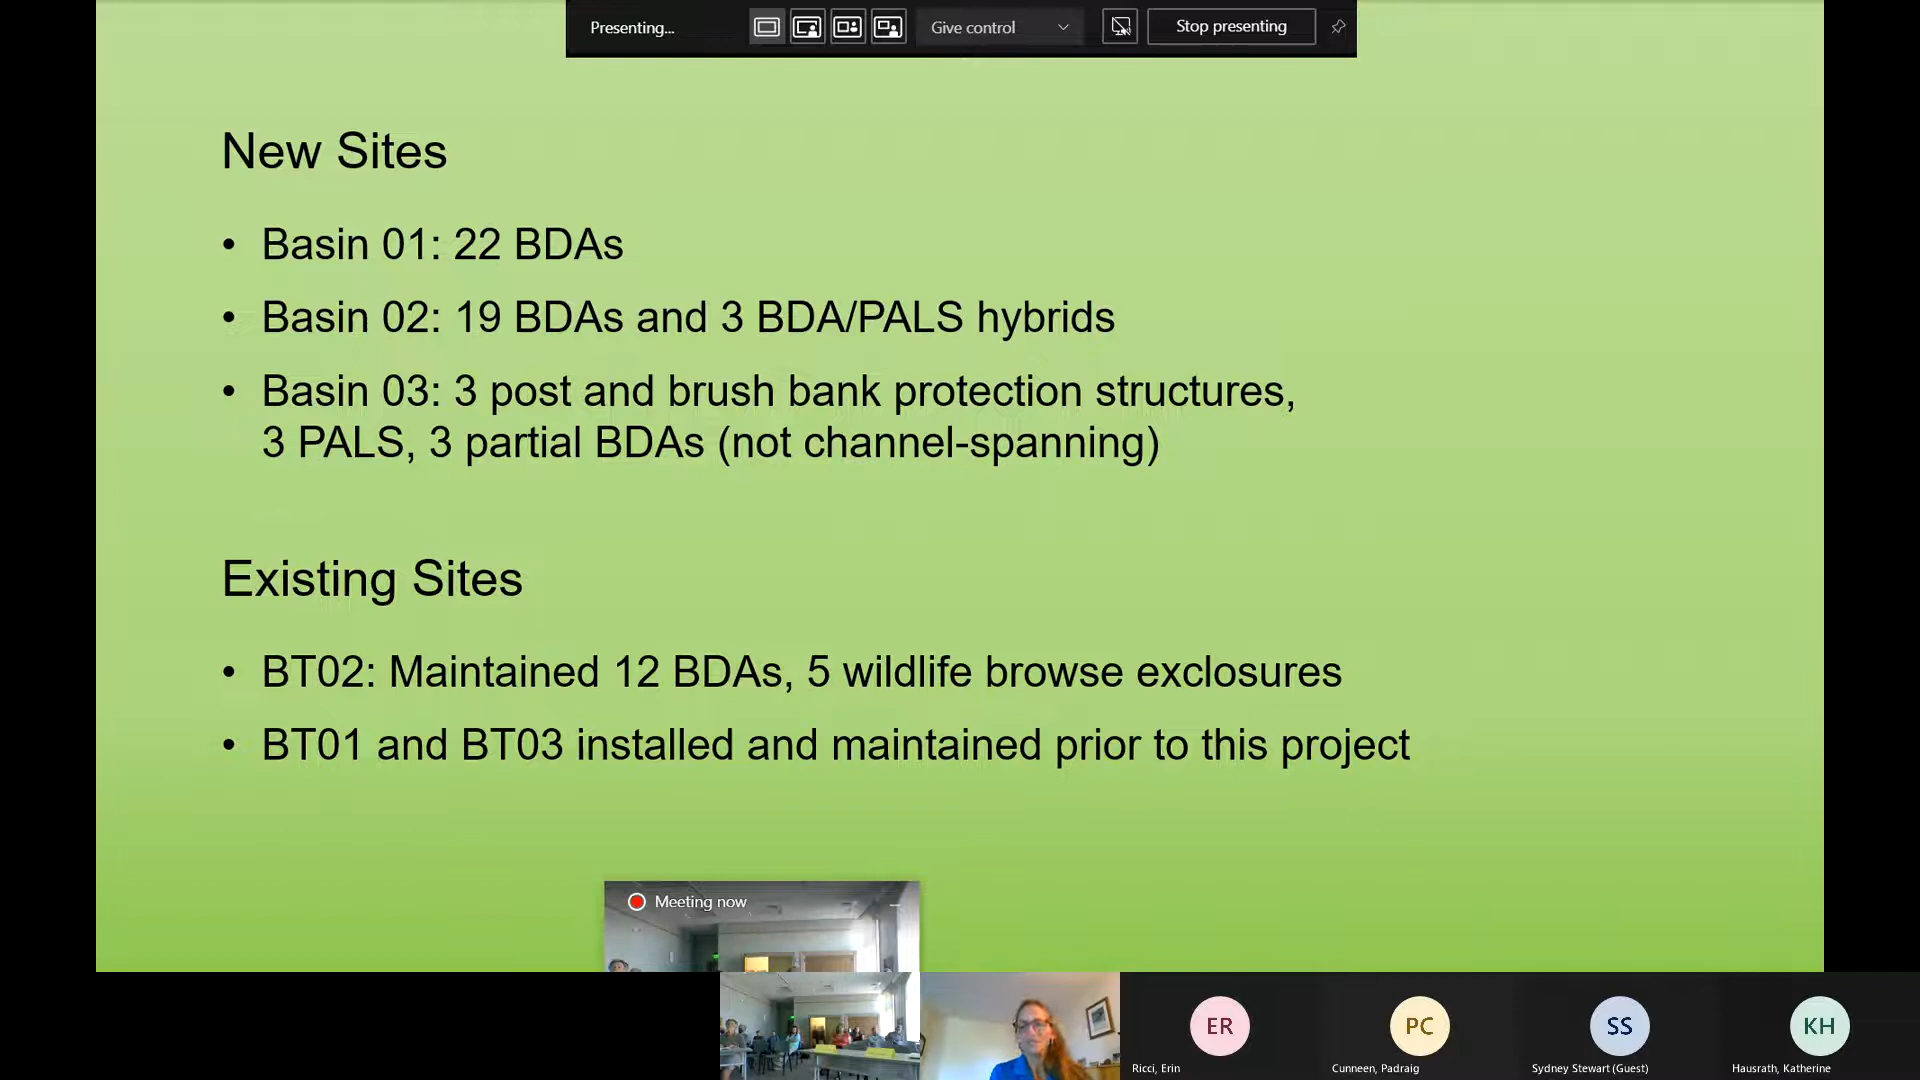 Presenting...
Give control
Stop presenting
New Sites
• Basin 01: 22 BDAs
• Basin 02: 19 BDAs and 3 BDA/PALS hybrids
• Basin 03: 3 post and brush bank protection structures,
3 PALS, 3 partial BDAs (not channel-spanning)
Existing Sites
• BT02: Maintained 12 BDAs, 5 wildlife browse exclosures
• BT01 and BT03 installed and maintained prior to this project
Meeting now
ER
PC
SS
KH
Ricci, Erin
Cunneen, Padraig
Sydney Stewart (Guest)
Hausrath, Katherine